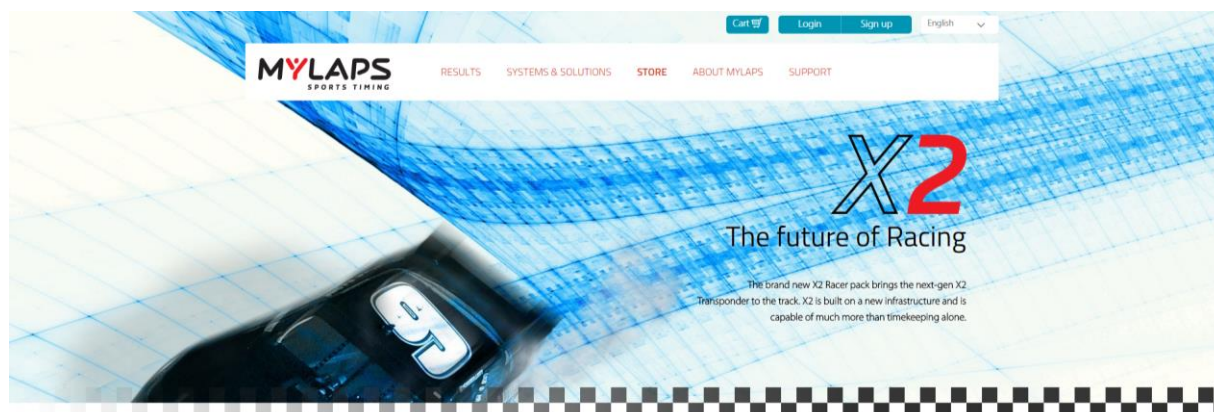 Cart
Login
Sign up
English
MYLAPS
SPORTS TIMING
RESULTS
SYSTEMS & SOLUTIONS
STORE
ABOUT MYLAPS
SUPPORT
X2
The future of Racing
The brand new X2 Racer pack brings the next-gen X2
Transponder to the track. X2 is built on a new infrastructure and is
capable of much more than timekeeping alone.